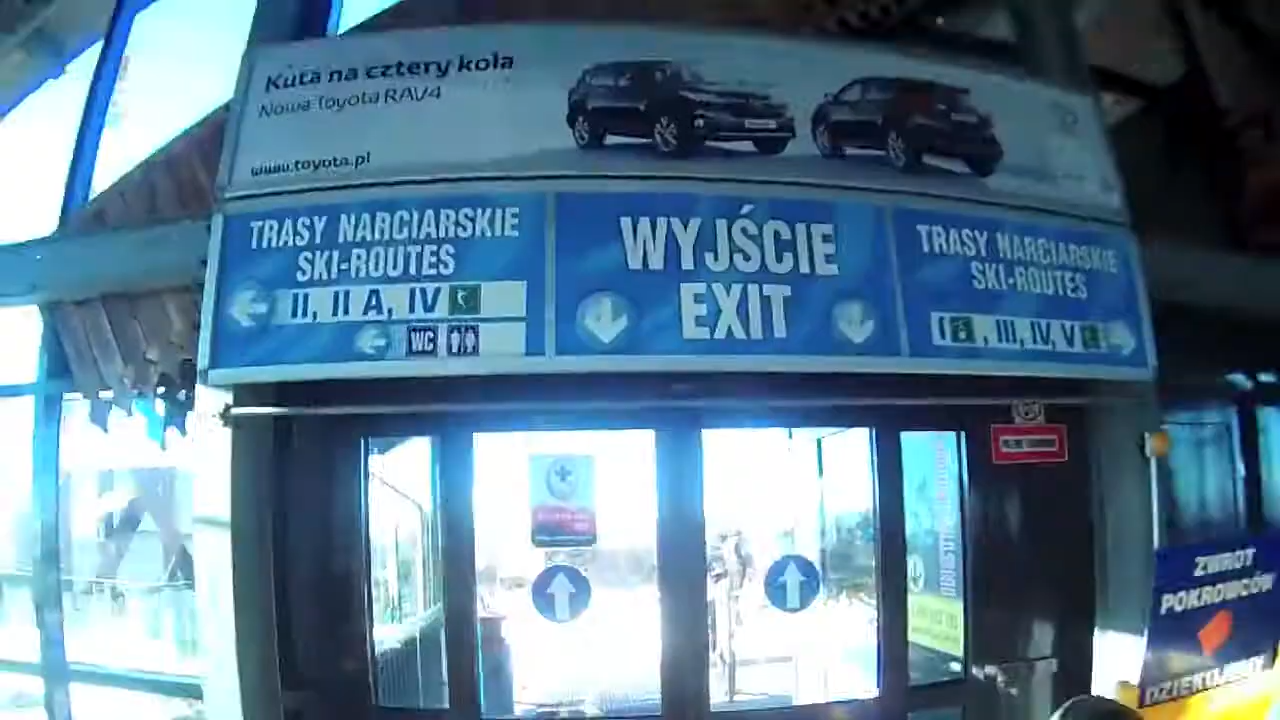 Kuta na cztery koła
Nowa Toyota RAV4
www.toyota.pl
TRASY NARCIARSKIE
SKI-ROUTES
II, II A, IV
WC
WYJŚCIE
EXIT
TRASY NARCIARSKIE
SKI-ROUTES
I, III, IV, V
ZWROT
POKROWCÓW
DZIĘKUJEMY